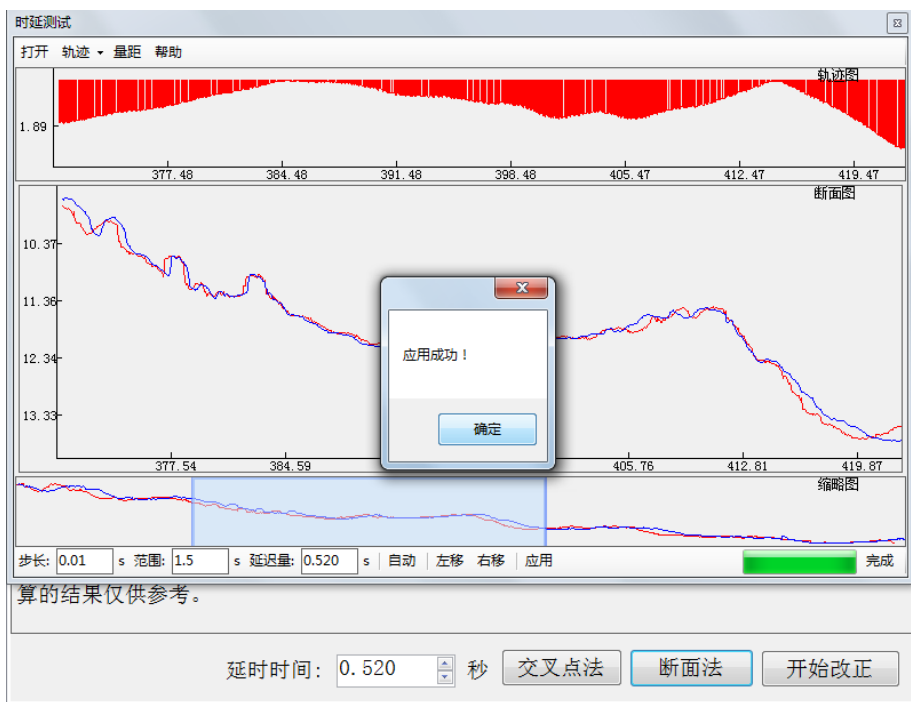 时延测试
打开 轨迹 量距 帮助
轨迹图
1.89
377.48 384.48 391.48 398.48 405.47 412.47 419.47
断面图
10.37
11.36
12.34
13.33
应用成功！
确定
377.54 384.59 405.76 412.81 419.87
缩略图
步长: 0.01 s 范围: 1.5 s 延迟量: 0.520 s 自动 左移 右移 应用 完成
算的结果仅供参考。
延时时间: 0.520 秒 交叉点法 断面法 开始改正